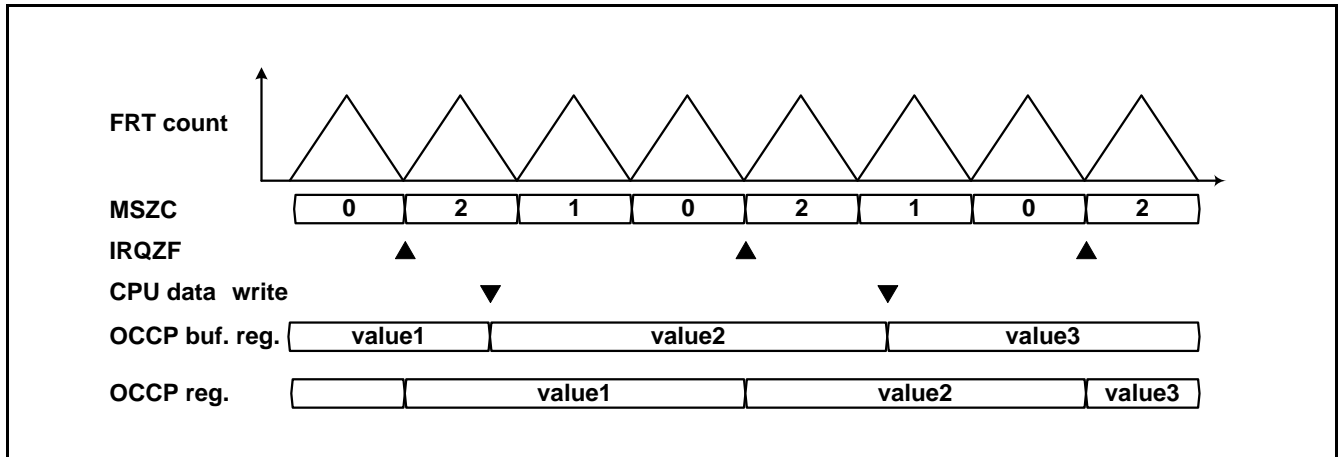 FRT count
MSZC 0 2 1 0 2 1 0 2
IRQZF
CPU data write
OCCP buf. reg. value1 value2 value3
OCCP reg. value1 value2 value3